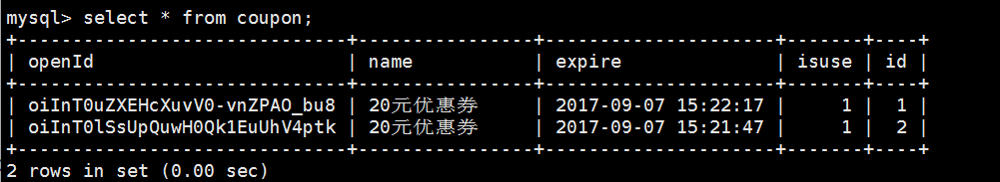 mysql> select * from coupon;
+------------------------------+----------------+---------------------+-------+----+
| openId | name | expire | isuse | id |
+------------------------------+----------------+---------------------+-------+----+
| oiInT0uZXEHcXuvV0-vnZPAO_bu8 | 20元优惠券 | 2017-09-07 15:22:17 | 1 | 1 |
| oiInT0lSsUpQuwH0Qk1EuUhV4ptk | 20元优惠券 | 2017-09-07 15:21:47 | 1 | 2 |
+------------------------------+----------------+---------------------+-------+----+
2 rows in set (0.00 sec)